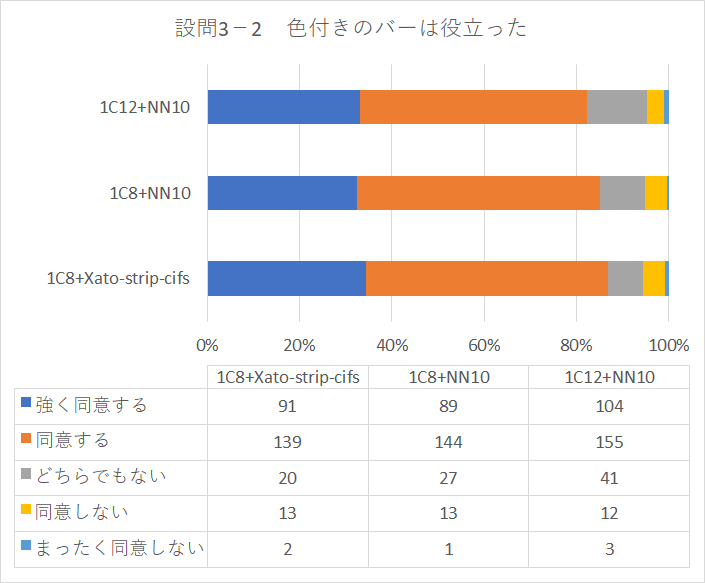 設問3－2　色付きのバーは役立った
1C12+NN10
1C8+NN10
1C8+Xato-strip-cifs
0% 20% 40% 60% 80% 100%
1C8+Xato-strip-cifs 1C8+NN10 1C12+NN10
強く同意する 91 89 104
同意する 139 144 155
どちらでもない 20 27 41
同意しない 13 13 12
まったく同意しない 2 1 3